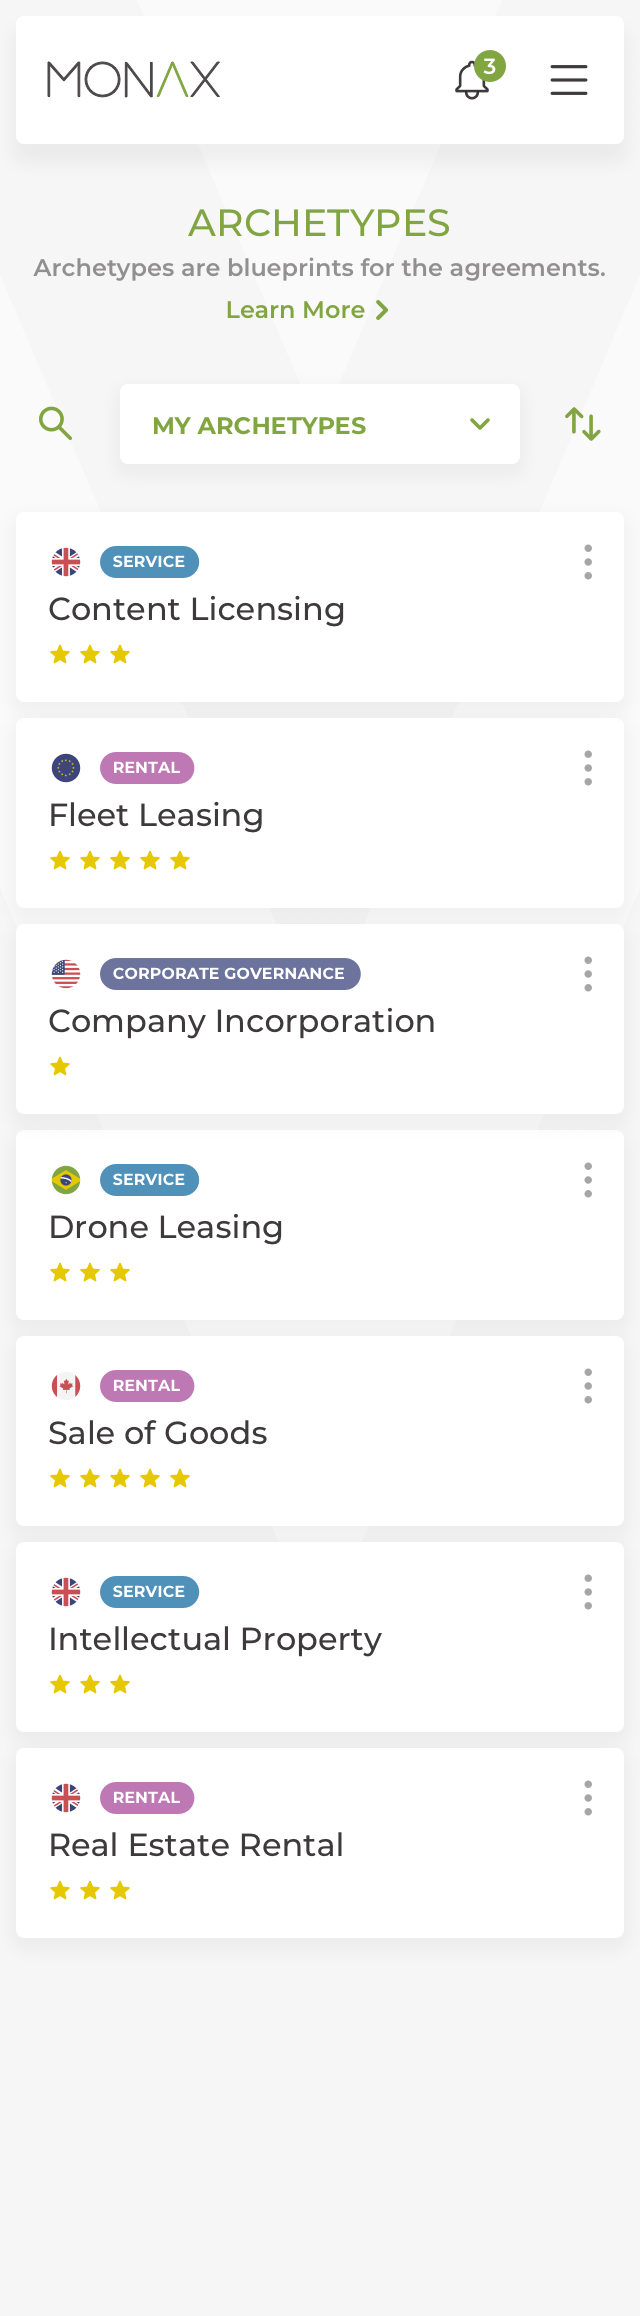 MONAX
3
ARCHETYPES
Archetypes are blueprints for the agreements.
Learn More
MY ARCHETYPES
SERVICE
Content Licensing
RENTAL
Fleet Leasing
CORPORATE GOVERNANCE
Company Incorporation
SERVICE
Drone Leasing
RENTAL
Sale of Goods
SERVICE
Intellectual Property
RENTAL
Real Estate Rental